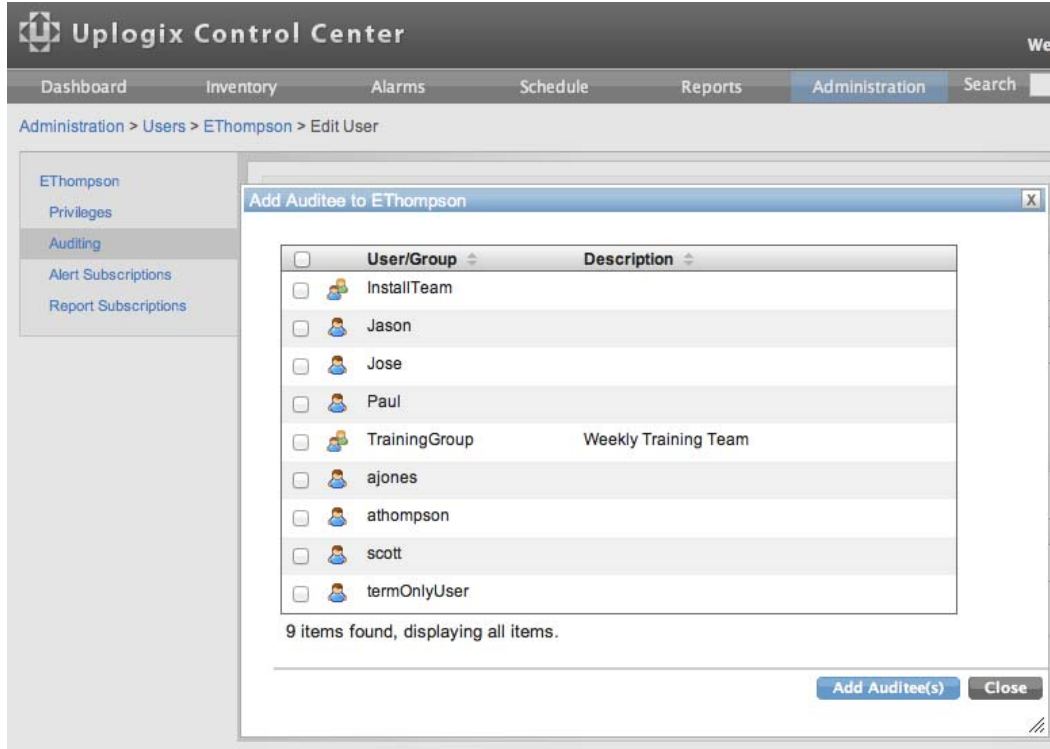 Uplogix Control Center
We
Dashboard Inventory Alarms Schedule Reports Administration Search
Administration > Users > EThompson > Edit User
EThompson
Privileges
Auditing
Alert Subscriptions
Report Subscriptions
Add Auditee to EThompson X
User/Group Description
InstallTeam
Jason
Jose
Paul
TrainingGroup Weekly Training Team
ajones
athompson
scott
termOnlyUser
9 items found, displaying all items.
Add Auditee(s) Close